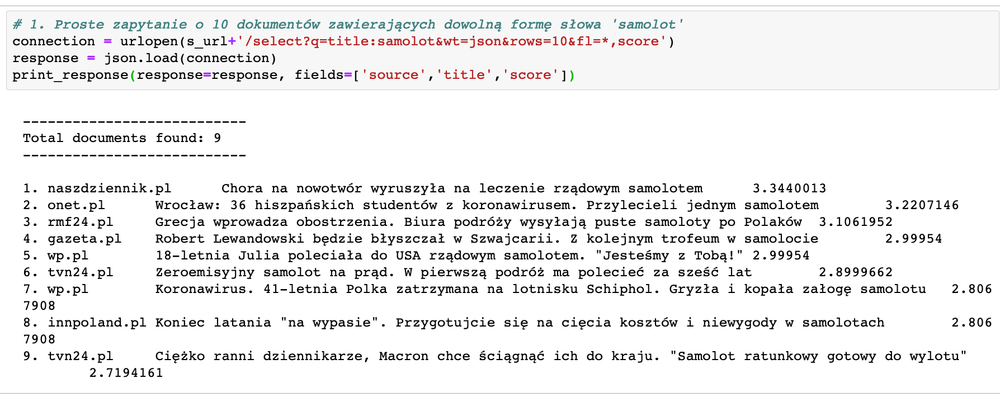 # 1. Proste zapytanie o 10 dokumentów zawierających dowolną formę słowa 'samolot'
connection = urlopen(s_url+'/select?q=title:samolot&wt=json&rows=10&fl=*,score')
response = json.load(connection)
print_response(response=response, fields=['source','title','score'])
---------------------------
Total documents found: 9
---------------------------
1. naszdziennik.pl Chora na nowotwór wyruszyła na leczenie rządowym samolotem 3.3440013
2. onet.pl Wrocław: 36 hiszpańskich studentów z koronawirusem. Przylecieli jednym samolotem 3.2207146
3. rmf24.pl Grecja wprowadza obostrzenia. Biura podróży wysyłają puste samoloty po Polaków 3.1061952
4. gazeta.pl Robert Lewandowski będzie błyszczał w Szwajcarii. Z kolejnym trofeum w samolocie 2.99954
5. wp.pl 18-letnia Julia poleciała do USA rządowym samolotem. "Jesteśmy z Tobą!" 2.99954
6. tvn24.pl Zeroemisyjny samolot na prąd. W pierwszą podróż ma polecieć za sześć lat 2.8999662
7. wp.pl Koronawirus. 41-letnia Polka zatrzymana na lotnisku Schiphol. Gryzła i kopała załogę samolotu 2.806
7908
8. innpoland.pl Koniec latania "na wypasie". Przygotujcie się na cięcia kosztów i niewygody w samolotach 2.806
7908
9. tvn24.pl Ciężko ranni dziennikarze, Macron chce ściągnąć ich do kraju. "Samolot ratunkowy gotowy do wylotu"
2.7194161